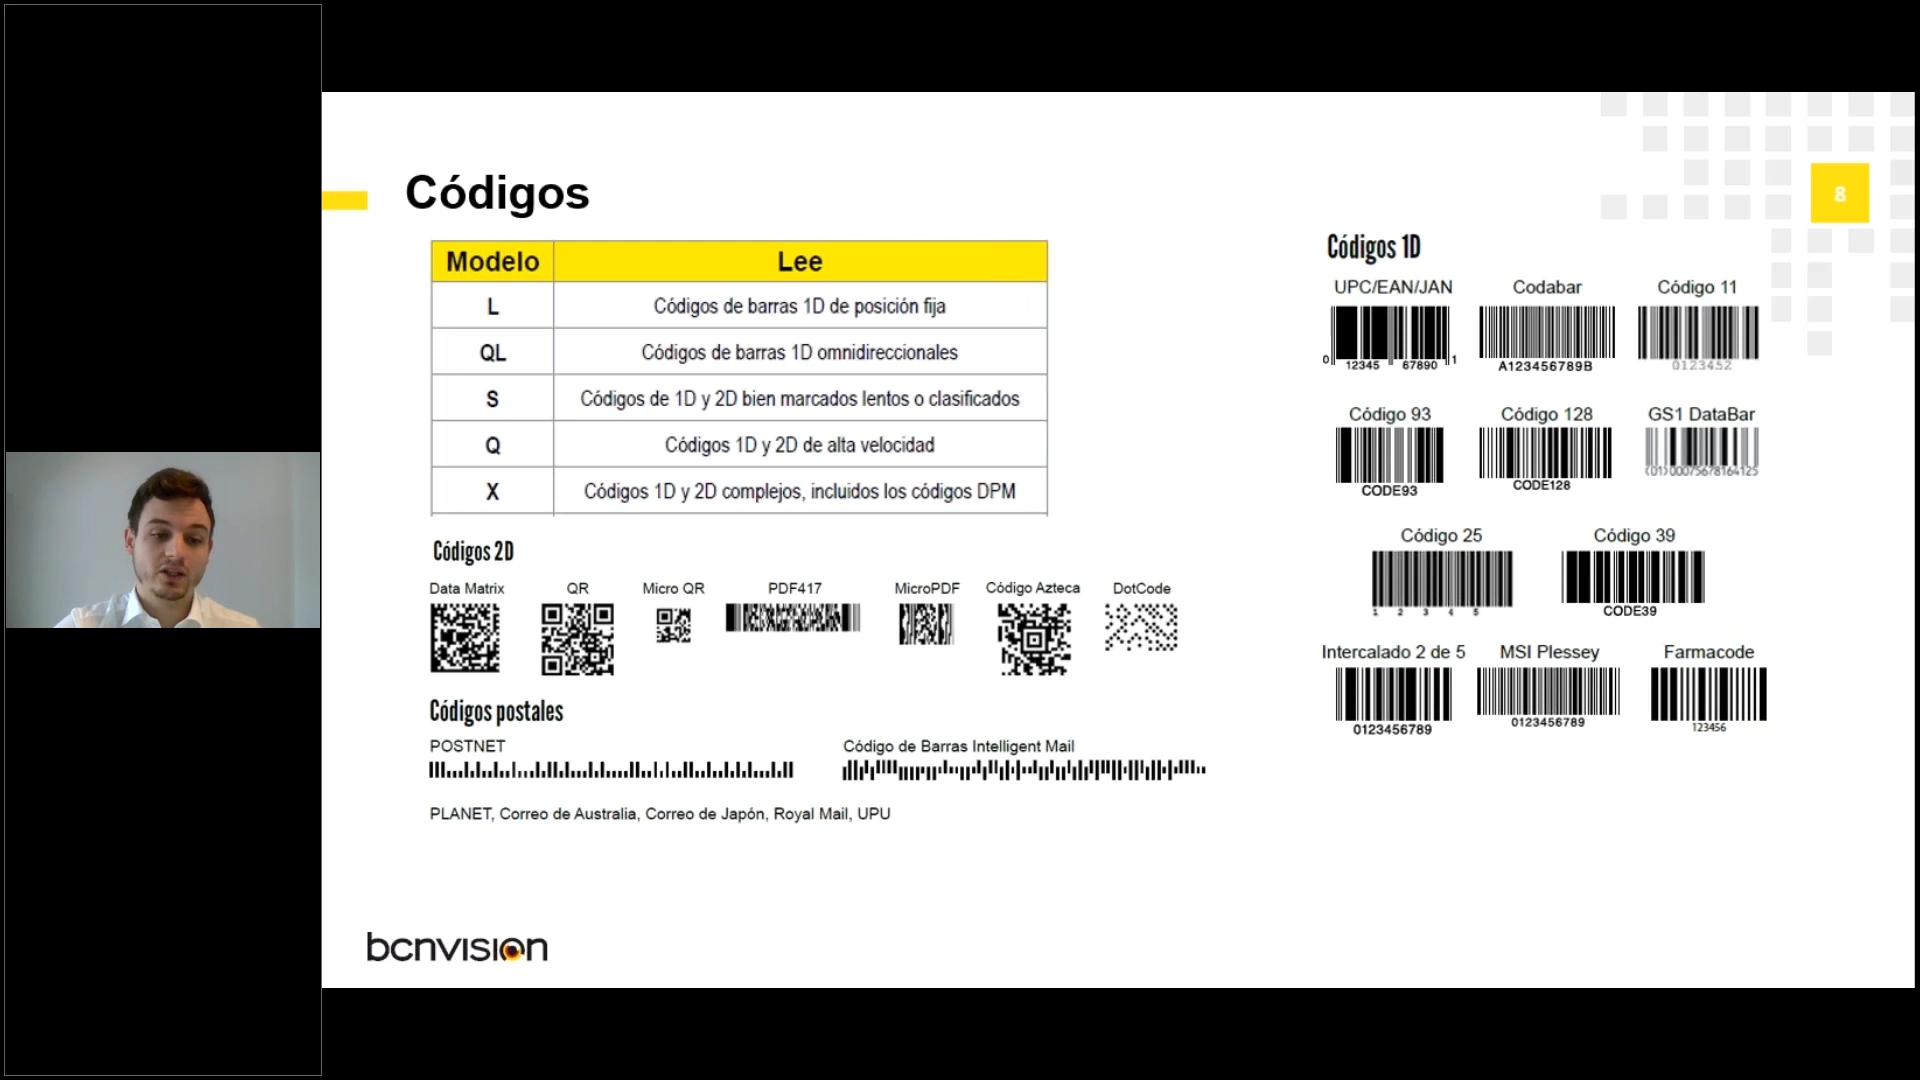 Códigos
8
Modelo Lee
L Códigos de barras 1D de posición fija
QL Códigos de barras 1D omnidireccionales
S Códigos de 1D y 2D bien marcados lentos o clasificados
Q Códigos 1D y 2D de alta velocidad
X Códigos 1D y 2D complejos, incluidos los códigos DPM
Códigos 2D
Data Matrix QR Micro QR PDF417 MicroPDF Código Azteca DotCode
Códigos postales
POSTNET Código de Barras Intelligent Mail
PLANET, Correo de Australia, Correo de Japón, Royal Mail, UPU
Códigos 1D
UPC/EAN/JAN Codabar Código 11
0 12345 67890 1 A123456789B 0123452
Código 93 Código 128 GS1 DataBar
CODE93 CODE128 (01)00075678164125
Código 25 Código 39
1 2 3 4 5 CODE39
Intercalado 2 de 5 MSI Plessey Farmacode
0123456789 0123456789 123456
bcnvision